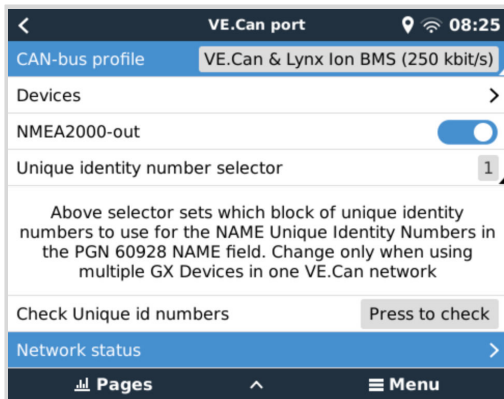 VE.Can port
08:25
CAN-bus profile
VE.Can & Lynx Ion BMS (250 kbit/s)
Devices
NMEA2000-out
Unique identity number selector
1
Above selector sets which block of unique identity
numbers to use for the NAME Unique Identity Numbers in
the PGN 60928 NAME field. Change only when using
multiple GX Devices in one VE.Can network
Check Unique id numbers
Press to check
Network status
Pages
Menu